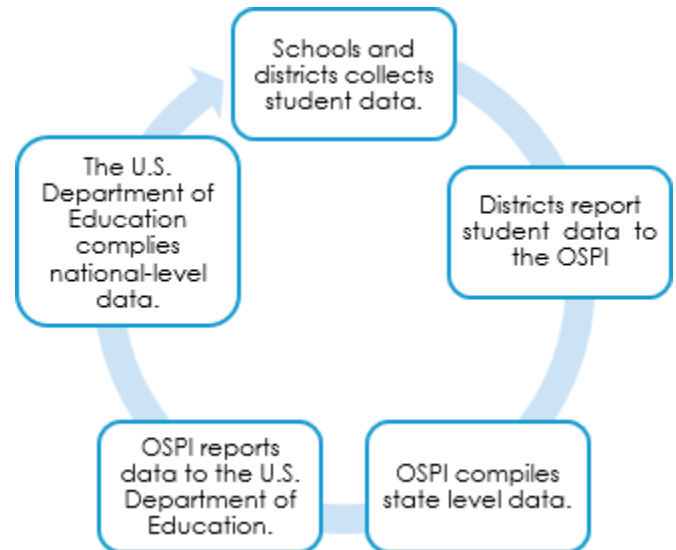 Schools and
districts collects
student data.
Districts report
student data to
the OSPI
OSPI compiles
state level data.
OSPI reports
data to the U.S.
Department of
Education.
The U.S.
Department of
Education
complies
national-level
data.